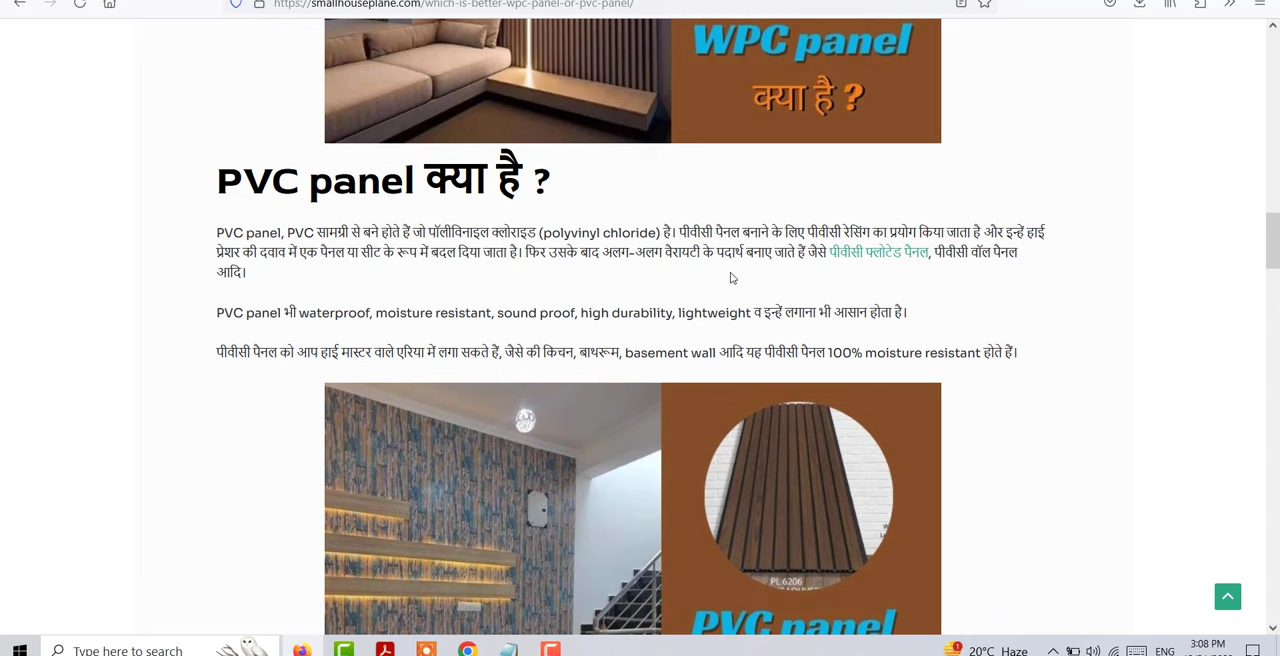 https://smallhouseplane.com/which-is-better-wpc-panel-or-pvc-panel/
WPC panel
क्या है ?
PVC panel क्या है ?
PVC panel, PVC सामग्री से बने होते हैं जो पॉलीविनाइल क्लोराइड (polyvinyl chloride) है। पीवीसी पैनल बनाने के लिए पीवीसी रेसिंग का प्रयोग किया जाता है और इन्हें हाई
प्रेशर की दवाव में एक पैनल या सीट के रूप में बदल दिया जाता है। फिर उसके बाद अलग-अलग वैरायटी के पदार्थ बनाए जाते हैं जैसे पीवीसी फ्लोटेड पैनल, पीवीसी वॉल पैनल
आदि।
PVC panel भी waterproof, moisture resistant, sound proof, high durability, lightweight व इन्हें लगाना भी आसान होता है।
पीवीसी पैनल को आप हाई मास्टर वाले एरिया में लगा सकते हैं, जैसे की किचन, बाथरूम, basement wall आदि यह पीवीसी पैनल 100% moisture resistant होते हैं।
PL 6206
PVC panel
Type here to search
20°C Haze
ENG
3:08 PM